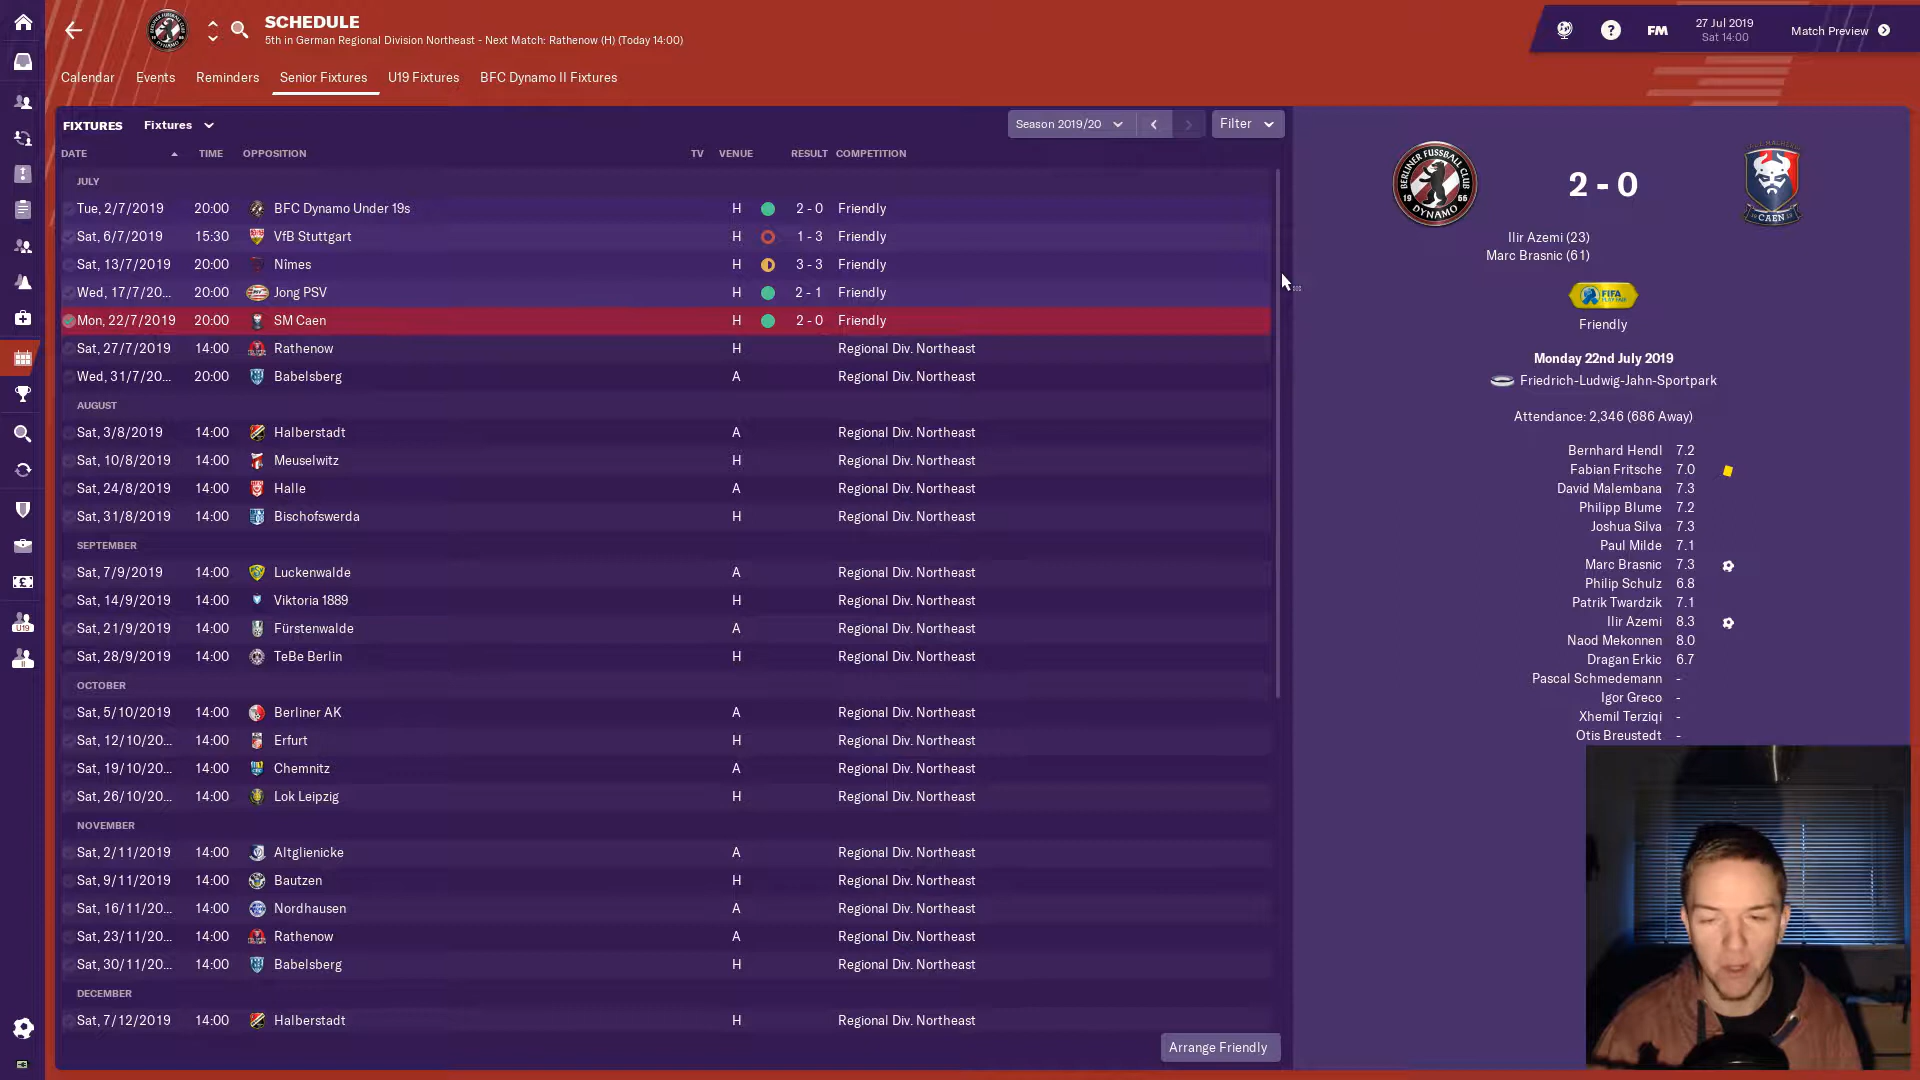 SCHEDULE
5th in German Regional Division Northeast - Next Match: Rathenow (H) (Today 14:00)
FM
27 Jul 2019
Sat 14:00
Match Preview
Calendar Events Reminders Senior Fixtures U19 Fixtures BFC Dynamo II Fixtures
FIXTURES Fixtures Season 2019/20 Filter
DATE TIME OPPOSITION TV VENUE RESULT COMPETITION
JULY
Tue, 2/7/2019 20:00 BFC Dynamo Under 19s H 2 - 0 Friendly
Sat, 6/7/2019 15:30 VfB Stuttgart H 1 - 3 Friendly
Sat, 13/7/2019 20:00 Nîmes H 3 - 3 Friendly
Wed, 17/7/20... 20:00 Jong PSV H 2 - 1 Friendly
Mon, 22/7/2019 20:00 SM Caen H 2 - 0 Friendly
Sat, 27/7/2019 14:00 Rathenow H Regional Div. Northeast
Wed, 31/7/20... 20:00 Babelsberg A Regional Div. Northeast
AUGUST
Sat, 3/8/2019 14:00 Halberstadt A Regional Div. Northeast
Sat, 10/8/2019 14:00 Meuselwitz H Regional Div. Northeast
Sat, 24/8/2019 14:00 Halle A Regional Div. Northeast
Sat, 31/8/2019 14:00 Bischofswerda H Regional Div. Northeast
SEPTEMBER
Sat, 7/9/2019 14:00 Luckenwalde A Regional Div. Northeast
Sat, 14/9/2019 14:00 Viktoria 1889 H Regional Div. Northeast
Sat, 21/9/2019 14:00 Fürstenwalde A Regional Div. Northeast
Sat, 28/9/2019 14:00 TeBe Berlin H Regional Div. Northeast
OCTOBER
Sat, 5/10/2019 14:00 Berliner AK A Regional Div. Northeast
Sat, 12/10/20... 14:00 Erfurt H Regional Div. Northeast
Sat, 19/10/20... 14:00 Chemnitz A Regional Div. Northeast
Sat, 26/10/20... 14:00 Lok Leipzig H Regional Div. Northeast
NOVEMBER
Sat, 2/11/2019 14:00 Altglienicke A Regional Div. Northeast
Sat, 9/11/2019 14:00 Bautzen H Regional Div. Northeast
Sat, 16/11/20... 14:00 Nordhausen A Regional Div. Northeast
Sat, 23/11/20... 14:00 Rathenow A Regional Div. Northeast
Sat, 30/11/20... 14:00 Babelsberg H Regional Div. Northeast
DECEMBER
Sat, 7/12/2019 14:00 Halberstadt H Regional Div. Northeast
Arrange Friendly
U19
II
BERLINER FUSSBALL CLUB
19 66
DYNAMO
2 - 0
CAEN
Ilir Azemi (23)
Marc Brasnic (61)
FIFA
Friendly
Monday 22nd July 2019
Friedrich-Ludwig-Jahn-Sportpark
Attendance: 2,346 (686 Away)
Bernhard Hendl 7.2
Fabian Fritsche 7.0
David Malembana 7.3
Philipp Blume 7.2
Joshua Silva 7.3
Paul Milde 7.1
Marc Brasnic 7.3
Philip Schulz 6.8
Patrik Twardzik 7.1
Ilir Azemi 8.3
Naod Mekonnen 8.0
Dragan Erkic 6.7
Pascal Schmedemann -
Igor Greco -
Xhemil Terziqi -
Otis Breustedt -